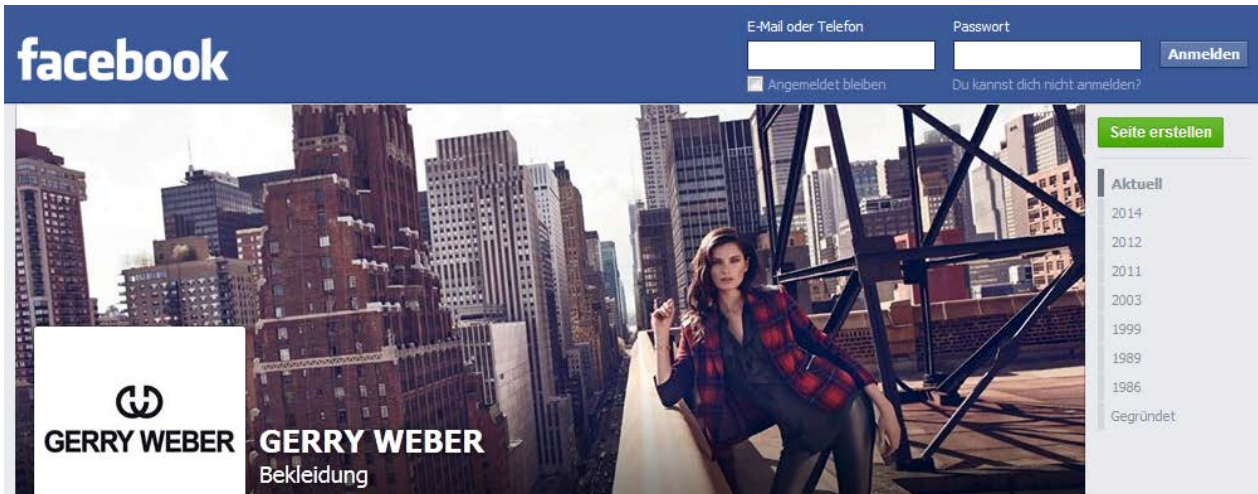 facebook
E-Mail oder Telefon
Passwort
Anmelden
Angemeldet bleiben
Du kannst dich nicht anmelden?
Seite erstellen
Aktuell
2014
2012
2011
2003
1999
1989
1986
Gegründet
GERRY WEBER
GERRY WEBER
Bekleidung